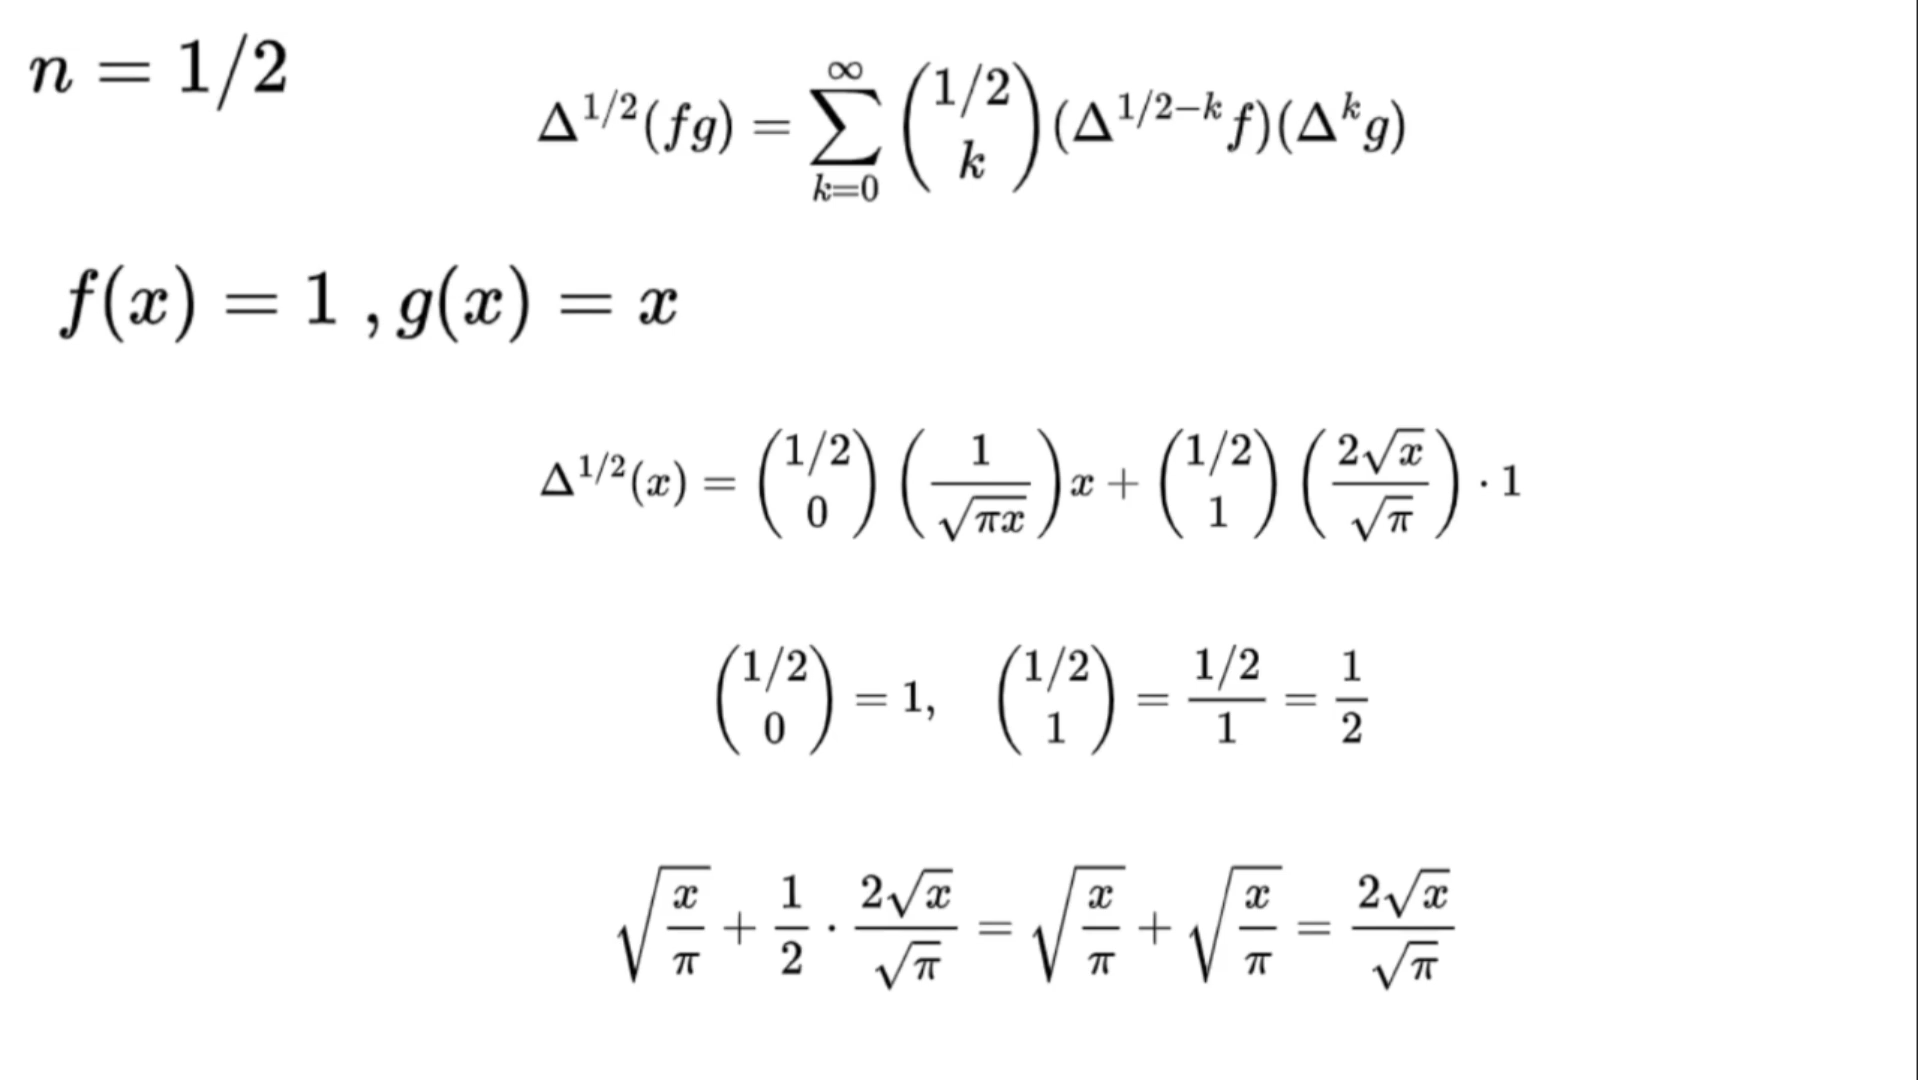 n = 1/2
Δ^{1/2}(fg) = \sum_{k=0}^{∞} \binom{1/2}{k} (Δ^{1/2−k} f)(Δ^k g)
f(x) = 1 , g(x) = x
Δ^{1/2}(x) = \binom{1/2}{0} \left( \frac{1}{\sqrt{πx}} \right) x + \binom{1/2}{1} \left( \frac{2\sqrt{x}}{\sqrt{π}} \right) · 1
\binom{1/2}{0} = 1, \binom{1/2}{1} = \frac{1/2}{1} = \frac{1}{2}
\sqrt{\frac{x}{π}} + \frac{1}{2} · \frac{2\sqrt{x}}{\sqrt{π}} = \sqrt{\frac{x}{π}} + \sqrt{\frac{x}{π}} = \frac{2\sqrt{x}}{\sqrt{π}}